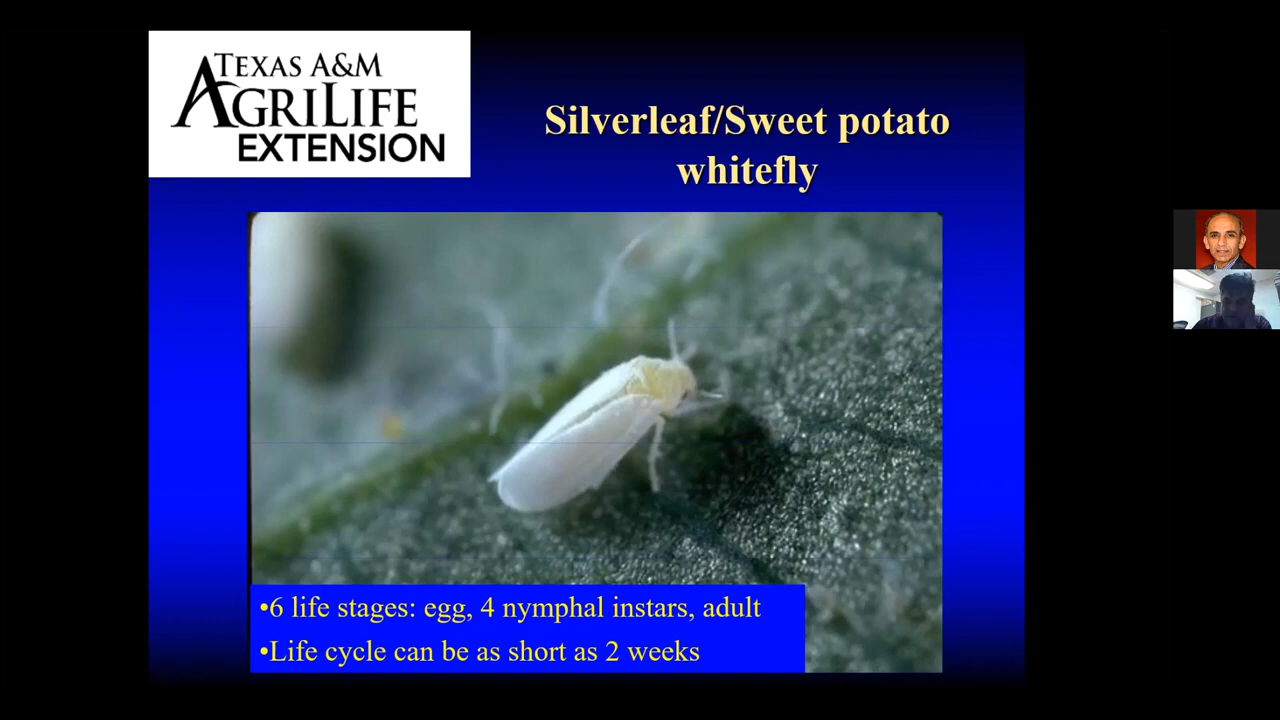 TEXAS A&M
AGRILIFE
EXTENSION
Silverleaf/Sweet potato
whitefly
•6 life stages: egg, 4 nymphal instars, adult
•Life cycle can be as short as 2 weeks